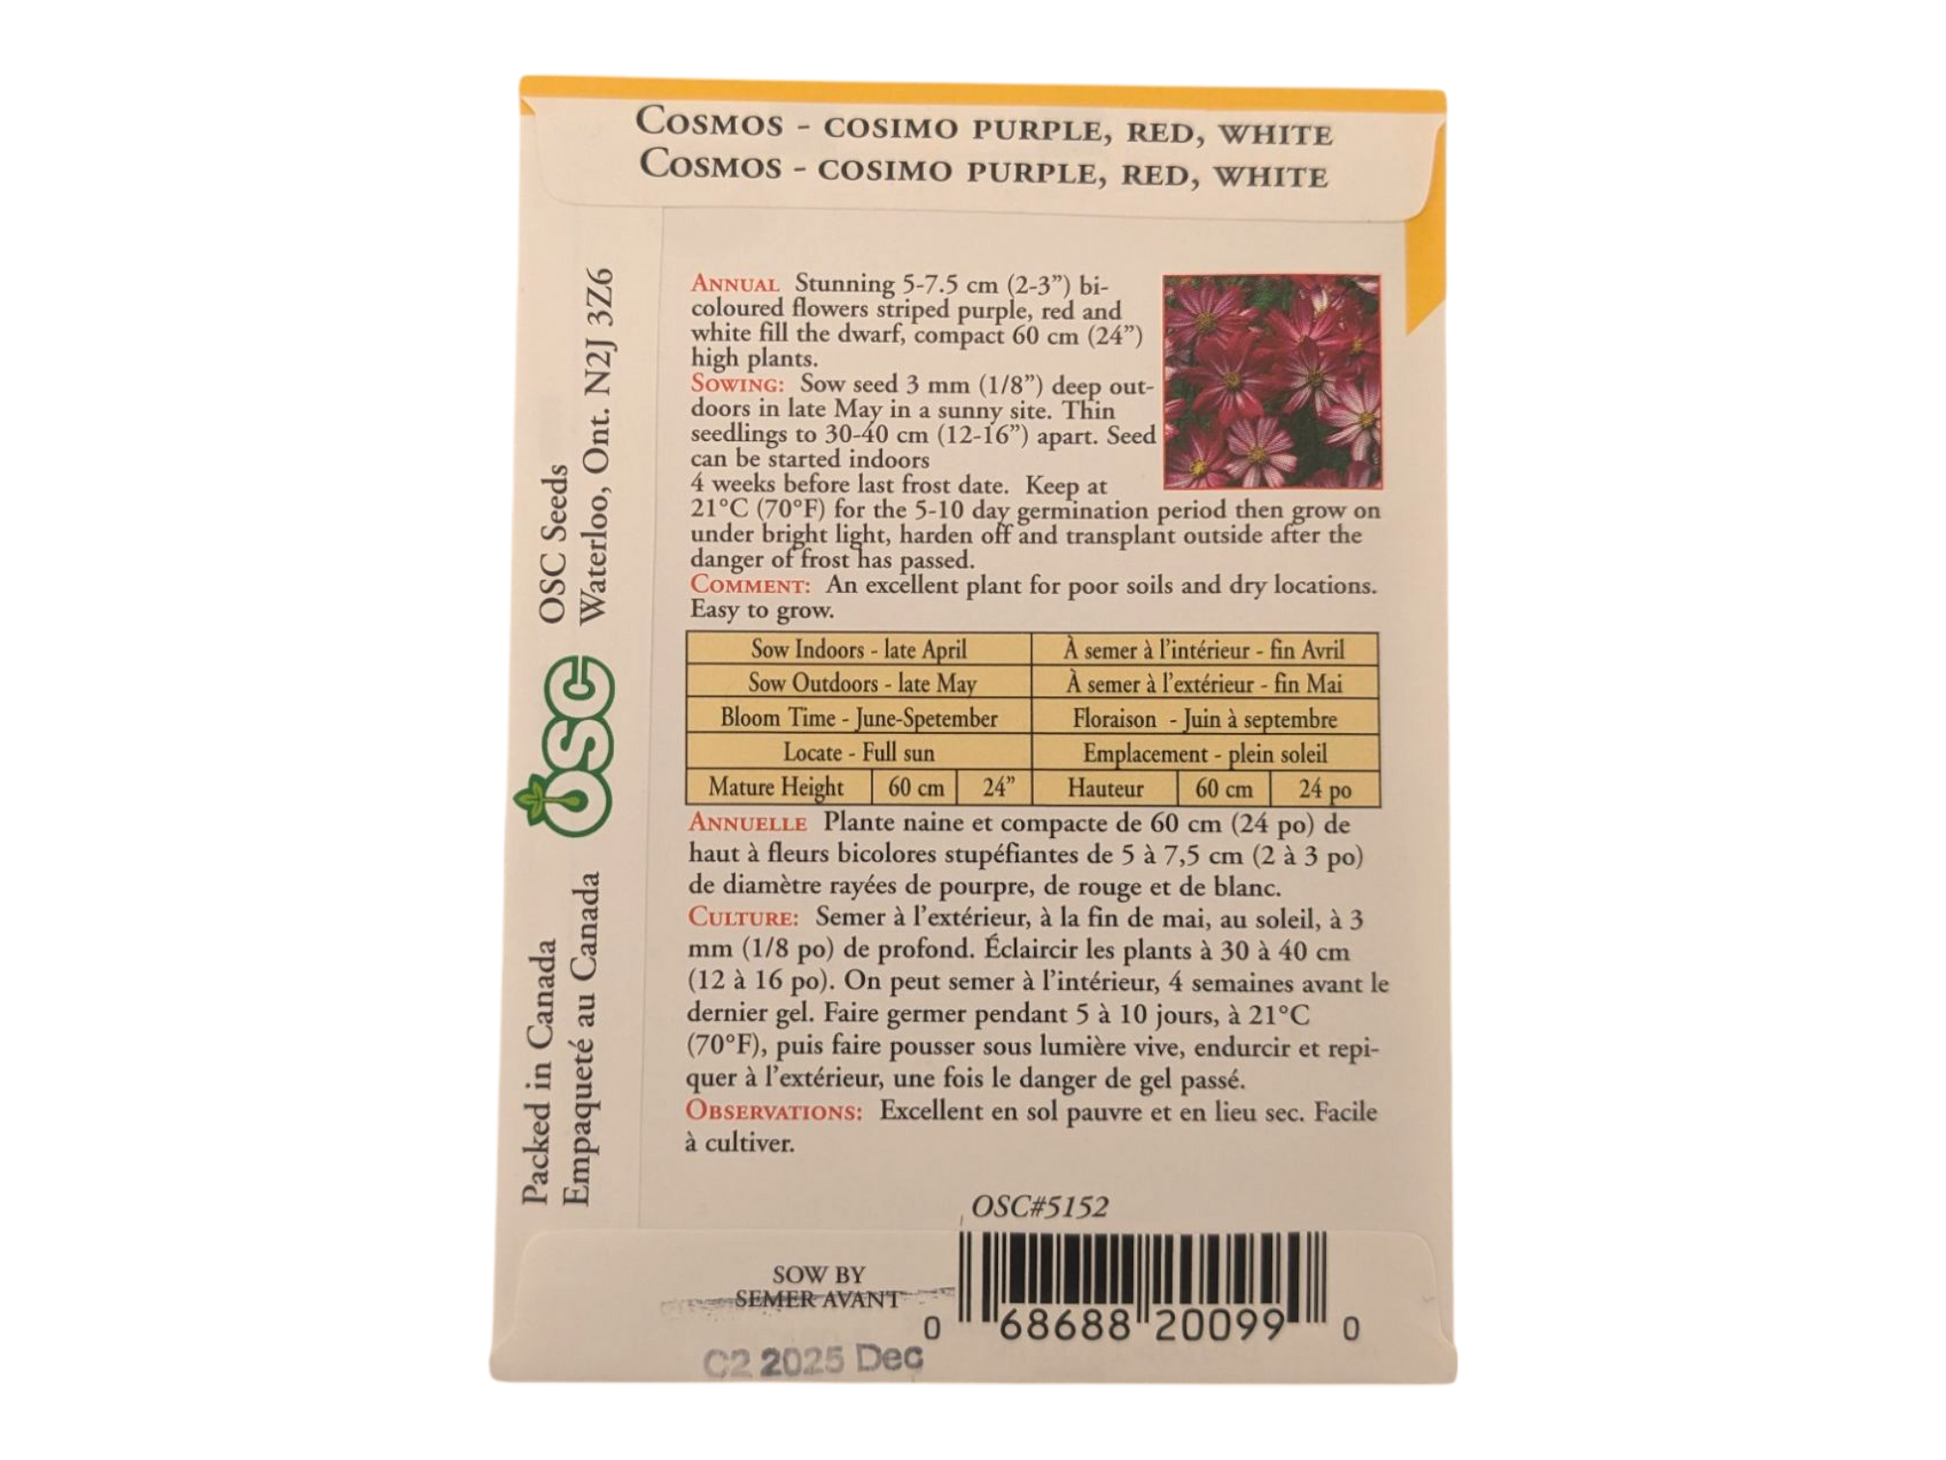 Cosmos - cosimo purple, red, white
Cosmos - cosimo purple, red, white
Annual Stunning 5-7.5 cm (2-3”) bi-
coloured flowers striped purple, red and
white fill the dwarf, compact 60 cm (24”)
high plants.
Sowing: Sow seed 3 mm (1/8”) deep out-
doors in late May in a sunny site. Thin
seedlings to 30-40 cm (12-16”) apart. Seed
can be started indoors
4 weeks before last frost date. Keep at
21°C (70°F) for the 5-10 day germination period then grow on
under bright light, harden off and transplant outside after the
danger of frost has passed.
Comment: An excellent plant for poor soils and dry locations.
Easy to grow.
Sow Indoors - late April À semer à l’intérieur - fin Avril
Sow Outdoors - late May À semer à l’extérieur - fin Mai
Bloom Time - June-Spetember Floraison - Juin à septembre
Locate - Full sun Emplacement - plein soleil
Mature Height 60 cm 24” Hauteur 60 cm 24 po
Annuelle Plante naine et compacte de 60 cm (24 po) de
haut à fleurs bicolores stupéfiantes de 5 à 7,5 cm (2 à 3 po)
de diamètre rayées de pourpre, de rouge et de blanc.
Culture: Semer à l’extérieur, à la fin de mai, au soleil, à 3
mm (1/8 po) de profond. Éclaircir les plants à 30 à 40 cm
(12 à 16 po). On peut semer à l’intérieur, 4 semaines avant le
dernier gel. Faire germer pendant 5 à 10 jours, à 21°C
(70°F), puis faire pousser sous lumière vive, endurcir et repi-
quer à l’extérieur, une fois le danger de gel passé.
Observations: Excellent en sol pauvre et en lieu sec. Facile
à cultiver.
OSC#5152
SOW BY
SEMER AVANT
C2 2025 Dec
0 68688 20099 0
OSC Seeds
Waterloo, Ont. N2J 3Z6
OSC
Packed in Canada
Empaqueté au Canada